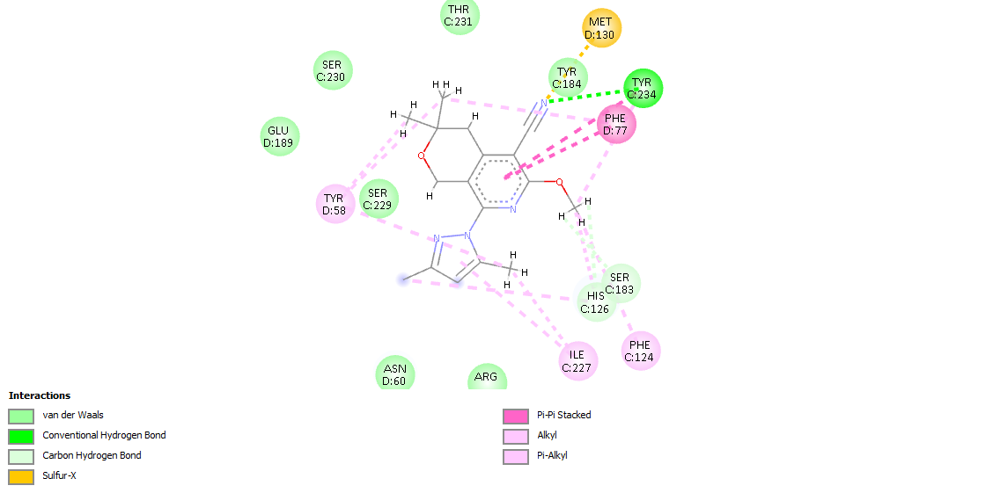 THR
C:231
MET
D:130
SER
C:230
TYR
C:184
TYR
C:234
PHE
D:77
GLU
D:189
TYR
D:58
SER
C:229
H H
H
H
H
H
H
N
O
H
O
N
H
H
H
N
N
H
H
H
SER
C:183
HIS
C:126
PHE
C:124
ILE
C:227
ASN
D:60
ARG
Interactions
van der Waals
Conventional Hydrogen Bond
Carbon Hydrogen Bond
Sulfur-X
Pi-Pi Stacked
Alkyl
Pi-Alkyl